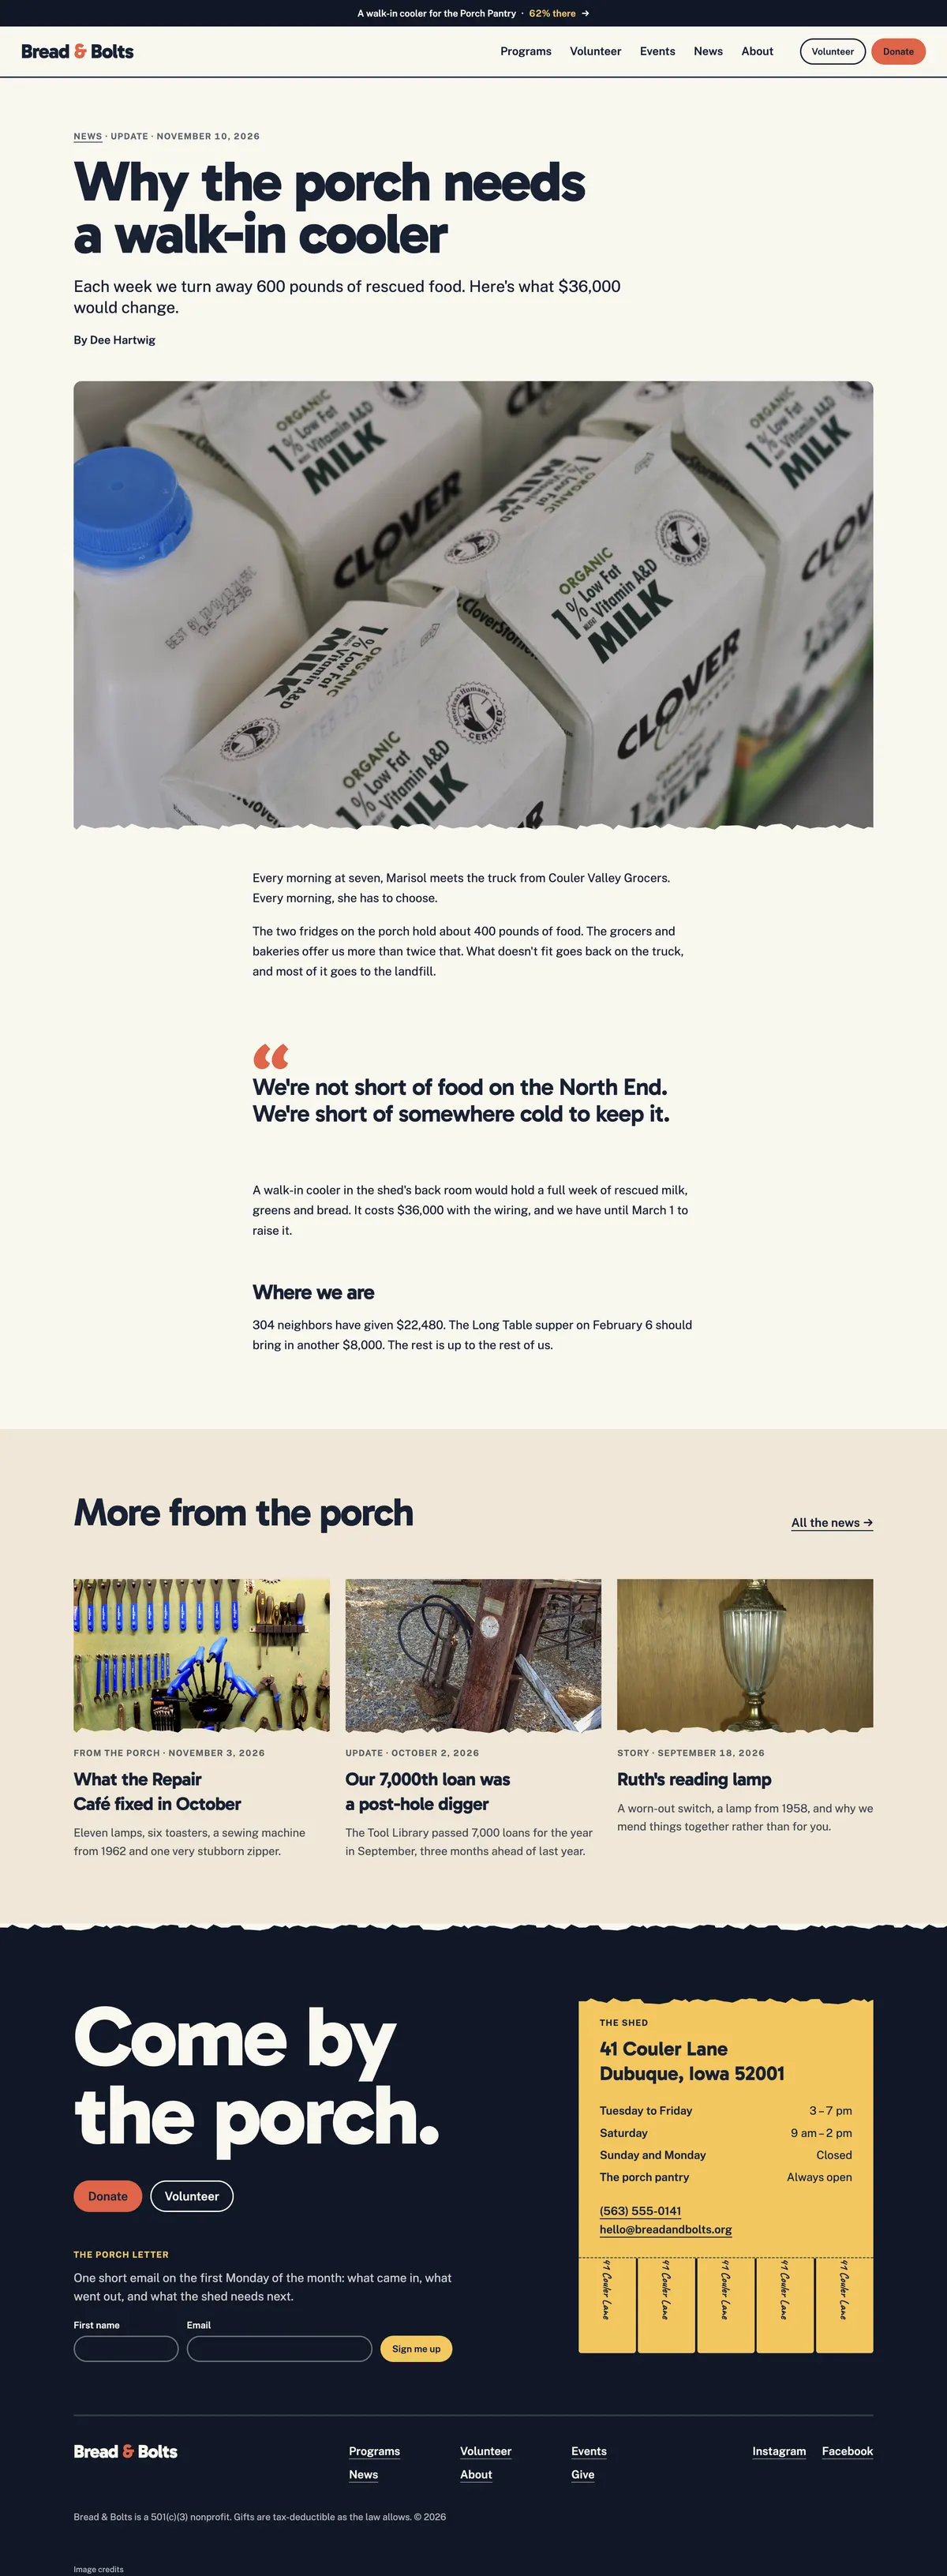 A walk-in cooler for the Porch Pantry · 62% there →
Bread & Bolts
Programs Volunteer Events News About Volunteer Donate
NEWS · UPDATE · NOVEMBER 10, 2026
Why the porch needs
a walk-in cooler
Each week we turn away 600 pounds of rescued food. Here's what $36,000
would change.
By Dee Hartwig
ORGANIC
1% Low Fat
Vitamin A&D
MILK
CLOVER
ORGANIC
1% Low Fat
Vitamin A&D
MILK
CLOVER
ORGANIC
1% Low Fat
Vitamin A&D
MILK
CERTIFIED
Every morning at seven, Marisol meets the truck from Couler Valley Grocers.
Every morning, she has to choose.
The two fridges on the porch hold about 400 pounds of food. The grocers and
bakeries offer us more than twice that. What doesn't fit goes back on the truck,
and most of it goes to the landfill.
“
We're not short of food on the North End.
We're short of somewhere cold to keep it.
A walk-in cooler in the shed's back room would hold a full week of rescued milk,
greens and bread. It costs $36,000 with the wiring, and we have until March 1 to
raise it.
Where we are
304 neighbors have given $22,480. The Long Table supper on February 6 should
bring in another $8,000. The rest is up to the rest of us.
More from the porch
All the news →
FROM THE PORCH · NOVEMBER 3, 2026
What the Repair
Café fixed in October
Eleven lamps, six toasters, a sewing machine
from 1962 and one very stubborn zipper.
UPDATE · OCTOBER 2, 2026
Our 7,000th loan was
a post-hole digger
The Tool Library passed 7,000 loans for the year
in September, three months ahead of last year.
STORY · SEPTEMBER 18, 2026
Ruth's reading lamp
A worn-out switch, a lamp from 1958, and why we
mend things together rather than for you.
Come by
the porch.
Donate Volunteer
THE PORCH LETTER
One short email on the first Monday of the month: what came in, what
went out, and what the shed needs next.
First name Email
Sign me up
THE SHED
41 Couler Lane
Dubuque, Iowa 52001
Tuesday to Friday 3 – 7 pm
Saturday 9 am – 2 pm
Sunday and Monday Closed
The porch pantry Always open
(563) 555-0141
hello@breadandbolts.org
41 Couler Lane
41 Couler Lane
41 Couler Lane
41 Couler Lane
41 Couler Lane
Bread & Bolts
Programs Volunteer Events Instagram Facebook
News About Give
Bread & Bolts is a 501(c)(3) nonprofit. Gifts are tax-deductible as the law allows. © 2026
Image credits